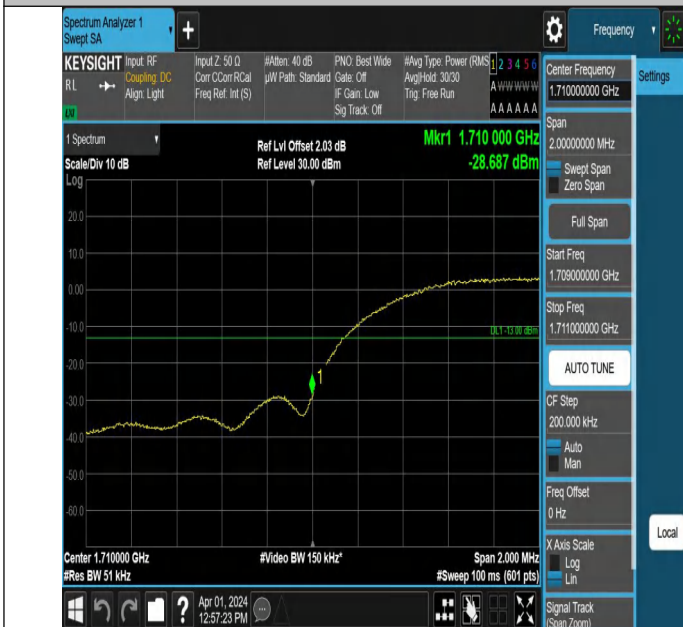 Spectrum Analyzer 1
Swept SA
+
Frequency
KEYSIGHT
RL
Input: RF
Coupling: DC
Align: Light
Input Z: 50 Ω
Corr CCorr RCal
Freq Ref: Int (S)
#Atten: 40 dB
µW Path: Standard
PNO: Best Wide
Gate: Off
IF Gain: Low
Sig Track: Off
#Avg Type: Power (RMS
Avg|Hold: 30/30
Trig: Free Run
1 2 3 4 5 6
A W W W W W
A A A A A A
1 Spectrum
Scale/Div 10 dB
Log
Ref Lvl Offset 2.03 dB
Ref Level 30.00 dBm
Mkr1 1.710 000 GHz
-28.687 dBm
20.0
10.0
0.00
-10.0
-20.0
-30.0
-40.0
-50.0
-60.0
DL1 -13.00 dBm
1
Center 1.710000 GHz
#Res BW 51 kHz
#Video BW 150 kHz*
Span 2.000 MHz
#Sweep 100 ms (601 pts)
?
Apr 01, 2024
12:57:23 PM
Center Frequency
1.710000000 GHz
Settings
Span
2.00000000 MHz
Swept Span
Zero Span
Full Span
Start Freq
1.709000000 GHz
Stop Freq
1.711000000 GHz
AUTO TUNE
CF Step
200.000 kHz
Auto
Man
Freq Offset
0 Hz
X Axis Scale
Log
Lin
Local
Signal Track
(Span Zoom)